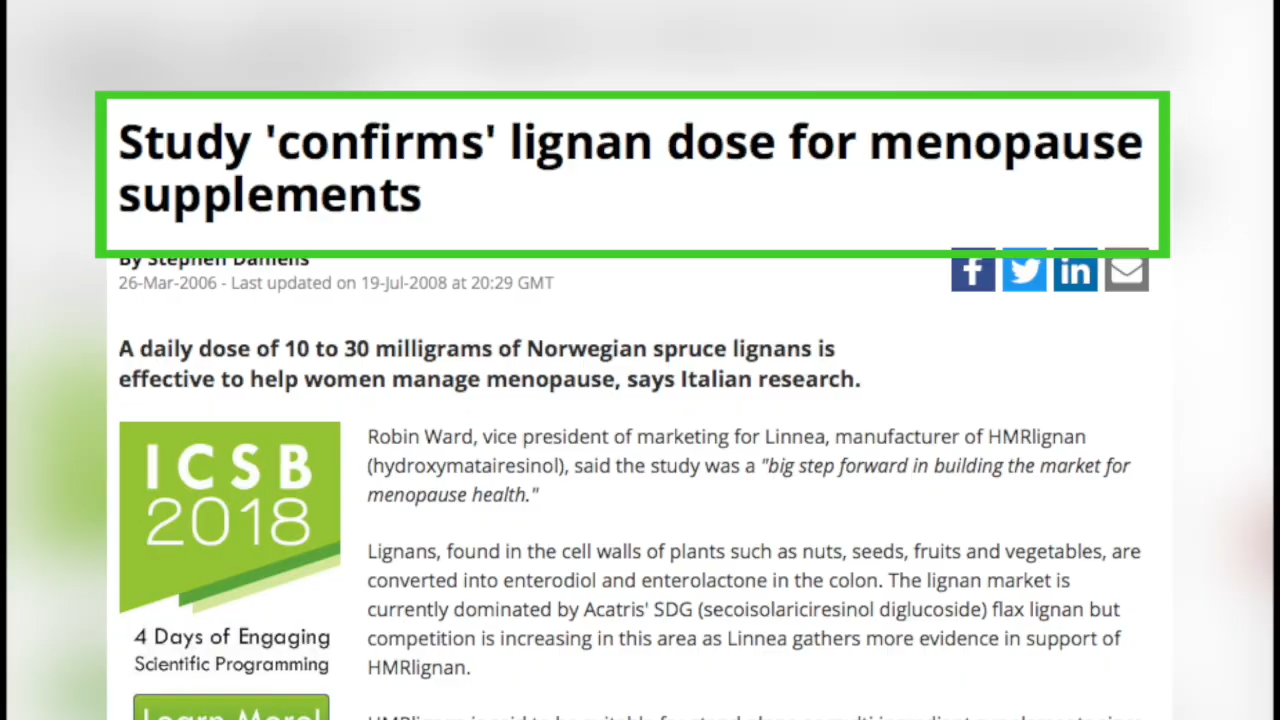 Study 'confirms' lignan dose for menopause
supplements
By Stephen Daniells
26-Mar-2006 - Last updated on 19-Jul-2008 at 20:29 GMT
A daily dose of 10 to 30 milligrams of Norwegian spruce lignans is
effective to help women manage menopause, says Italian research.
ICSB
2018
4 Days of Engaging
Scientific Programming
Learn More!
Robin Ward, vice president of marketing for Linnea, manufacturer of HMRlignan
(hydroxymatairesinol), said the study was a "big step forward in building the market for
menopause health."
Lignans, found in the cell walls of plants such as nuts, seeds, fruits and vegetables, are
converted into enterodiol and enterolactone in the colon. The lignan market is
currently dominated by Acatris' SDG (secoisolariciresinol diglucoside) flax lignan but
competition is increasing in this area as Linnea gathers more evidence in support of
HMRlignan.